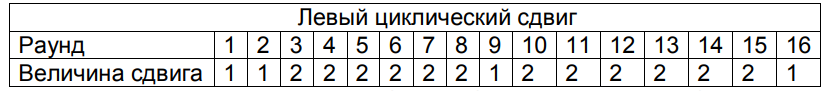 Левый циклический сдвиг
Раунд 1 2 3 4 5 6 7 8 9 10 11 12 13 14 15 16
Величина сдвига 1 1 2 2 2 2 2 2 1 2 2 2 2 2 2 1